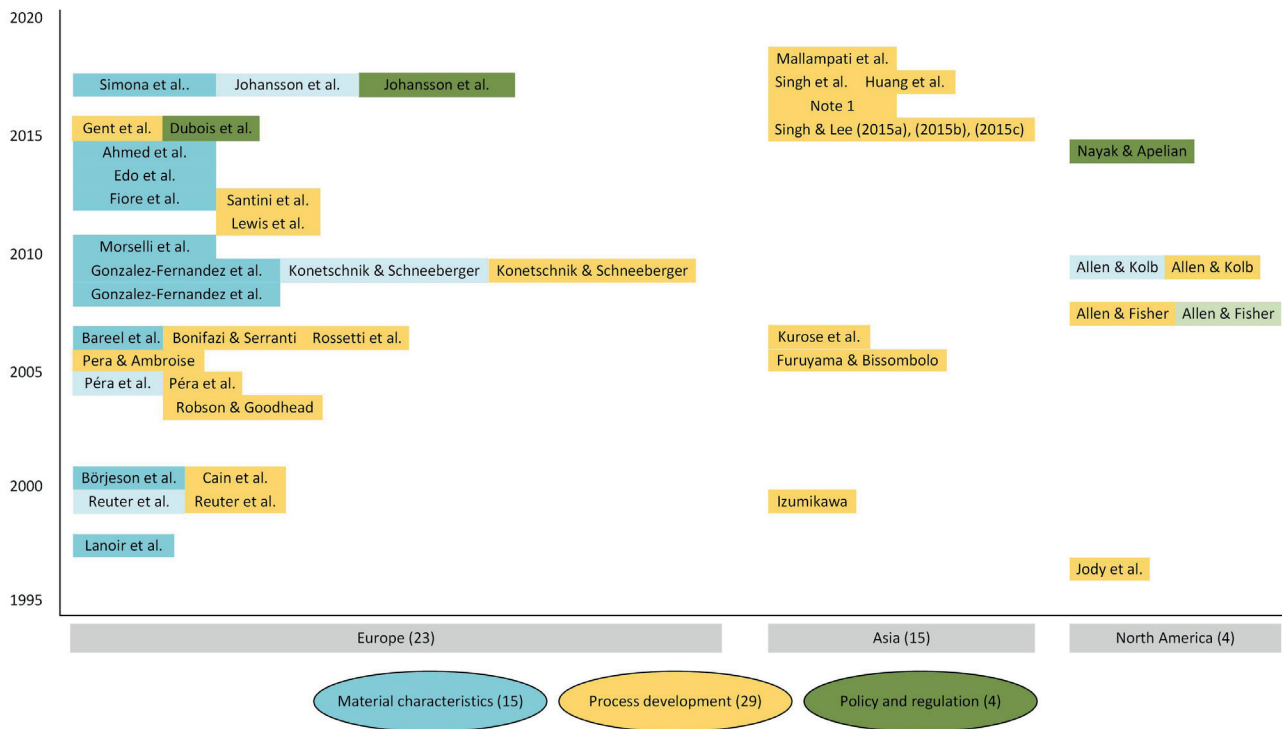 2020
Mallampati et al.
Simona et al.. Johansson et al. Johansson et al. Singh et al. Huang et al.
Note 1
2015 Gent et al. Dubois et al. Singh & Lee (2015a), (2015b), (2015c)
Ahmed et al. Nayak & Apelian
Edo et al.
Fiore et al. Santini et al.
Lewis et al.
2010 Morselli et al.
Gonzalez-Fernandez et al. Konetschnik & Schneeberger Konetschnik & Schneeberger Allen & Kolb Allen & Kolb
Gonzalez-Fernandez et al.
Allen & Fisher Allen & Fisher
Bareel et al. Bonifazi & Serranti Rossetti et al. Kurose et al.
Pera & Ambroise Furuyama & Bissombolo
2005 Péra et al. Péra et al.
Robson & Goodhead
Börjeson et al. Cain et al.
2000 Reuter et al. Reuter et al. Izumikawa
Lanoir et al.
Jody et al.
1995
Europe (23) Asia (15) North America (4)
Material characteristics (15) Process development (29) Policy and regulation (4)